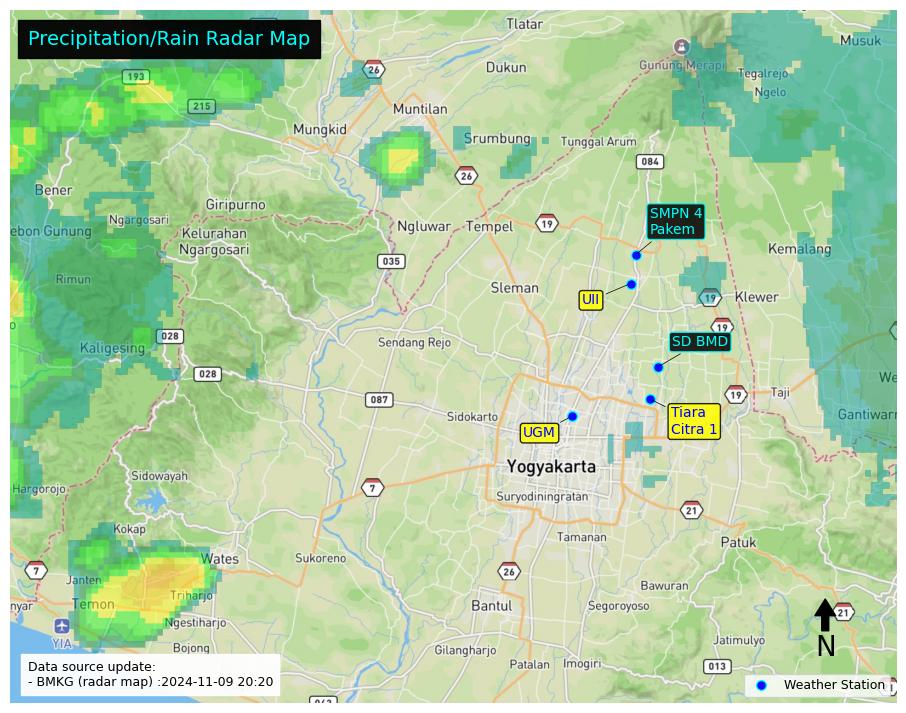 Precipitation/Rain Radar Map
Tlatar
Musuk
Gunung Merapi
26
Dukun
Tegalrejo
193
Ngelo
215
Muntilan
Mungkid
Srumbung
Tunggal Arum
084
26
Bener
Giripurno
SMPN 4
Pakem
Ngargosari
Ngluwar
Tempel
19
Kelurahan
Ngargosari
Kemalang
035
Rimun
UII
Sleman
19
Klewer
19
028
Sendang Rejo
SD BMD
Kaligesing
028
Taji
19
087
Tiara
Citra 1
Sidokarto
UGM
Yogyakarta
Sidowayah
7
Hargorojo
Suryodiningratan
21
Kokap
Tamanan
Patuk
Wates
Sukoreno
7
26
Janten
Bawuran
Temon
Triharjo
Bantul
Segoroyoso
21
Ngestiharjo
YIA
Jatimulyo
N
Bojong
Gilangharjo
Patalan
Imogiri
013
Data source update:
- BMKG (radar map) :2024-11-09 20:20
Weather Station